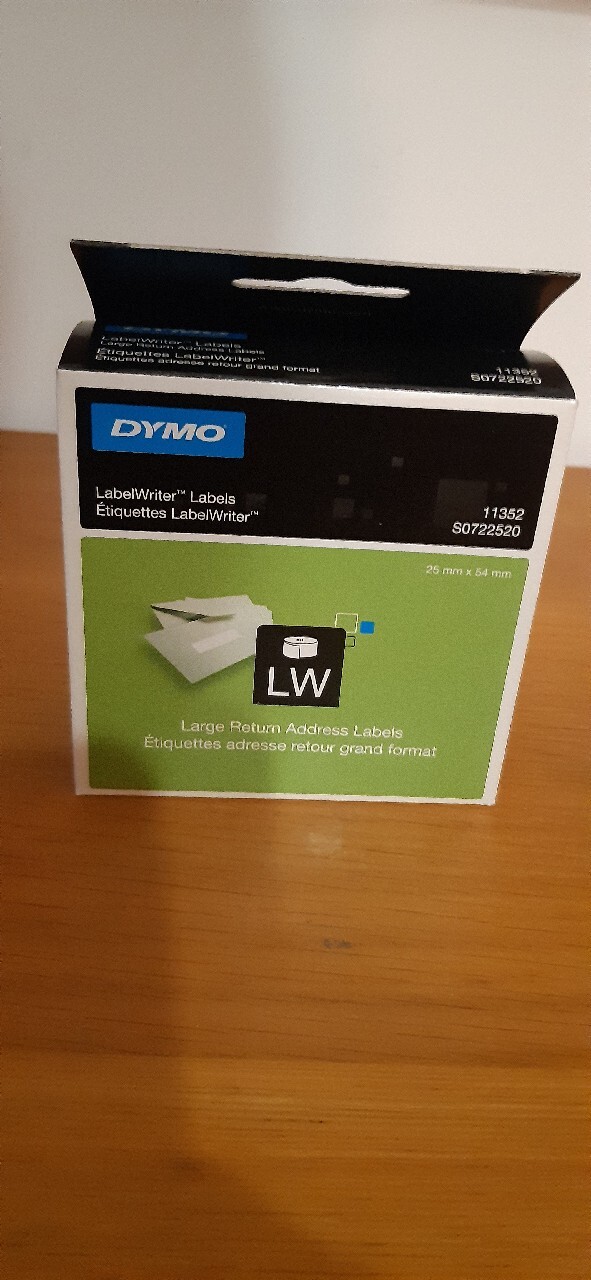 DYMO
LabelWriter™ Labels
Large Return Address Labels
Étiquettes LabelWriter™
Étiquettes adresse retour grand format
11352
S0722520
DYMO
LabelWriter™ Labels
Étiquettes LabelWriter™
11352
S0722520
25 mm x 54 mm
LW
Large Return Address Labels
Étiquettes adresse retour grand format